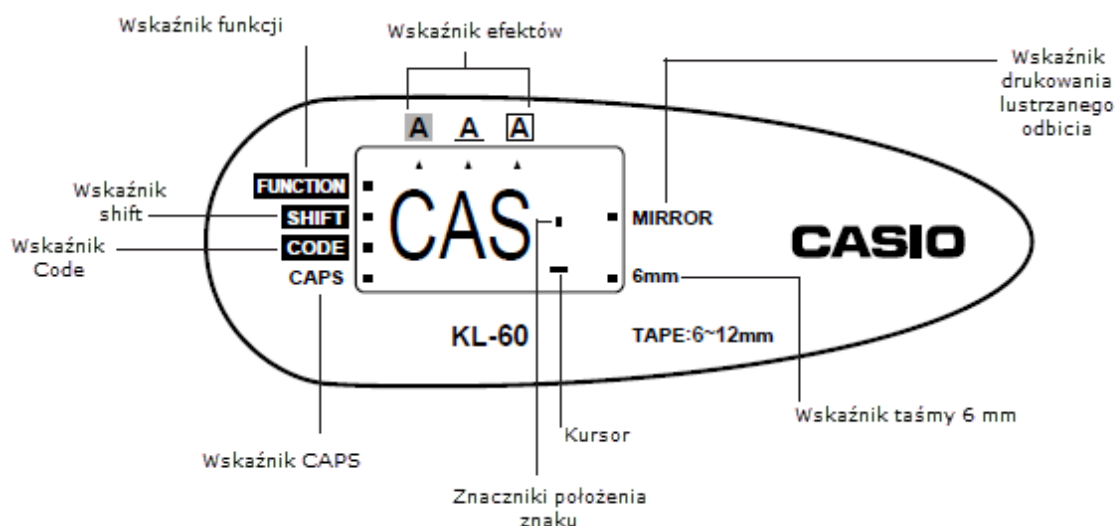 Wskaźnik funkcji
Wskaźnik efektów
Wskaźnik
drukowania
lustrzanego
odbicia
A A A
FUNCTION
Wskaźnik
shift
SHIFT
CAS
MIRROR
CASIO
Wskaźnik
Code
CODE
CAPS
6mm
KL-60
TAPE:6~12mm
Wskaźnik taśmy 6 mm
Kursor
Wskaźnik CAPS
Znaczniki położenia
znaku